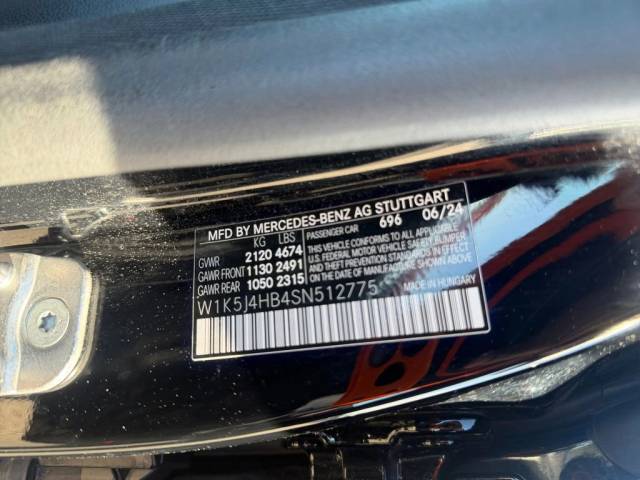 MFD BY MERCEDES-BENZ AG STUTTGART
KG LBS PASSENGER CAR 696 06/24
GVWR 2120 4674
GAWR FRONT 1130 2491
GAWR REAR 1050 2315
THIS VEHICLE CONFORMS TO ALL APPLICABLE
FEDERAL MOTOR VEHICLE SAFETY BUMPER,
AND THEFT PREVENTION STANDARDS IN
EFFECT ON THE DATE OF MANUFACTURE
SHOWN ABOVE.
W1K5J4HB4SN512775
MADE IN HUNGARY